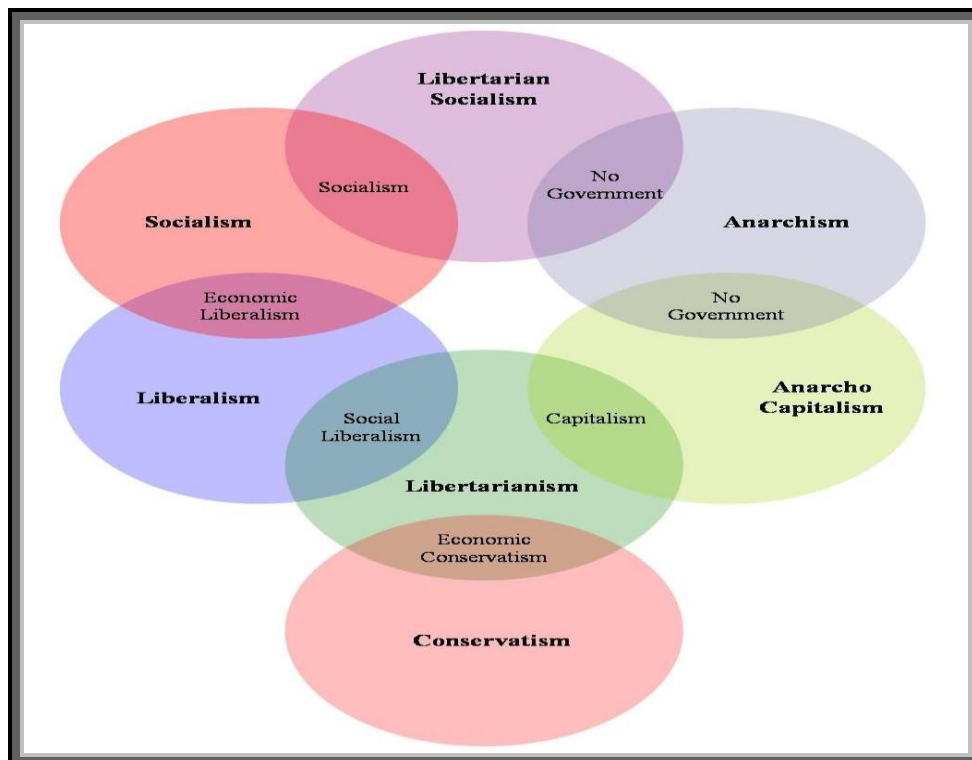 Libertarian
Socialism
Socialism
No
Government
Socialism
Anarchism
Economic
Liberalism
No
Government
Liberalism
Anarcho
Capitalism
Social
Liberalism
Capitalism
Libertarianism
Economic
Conservatism
Conservatism